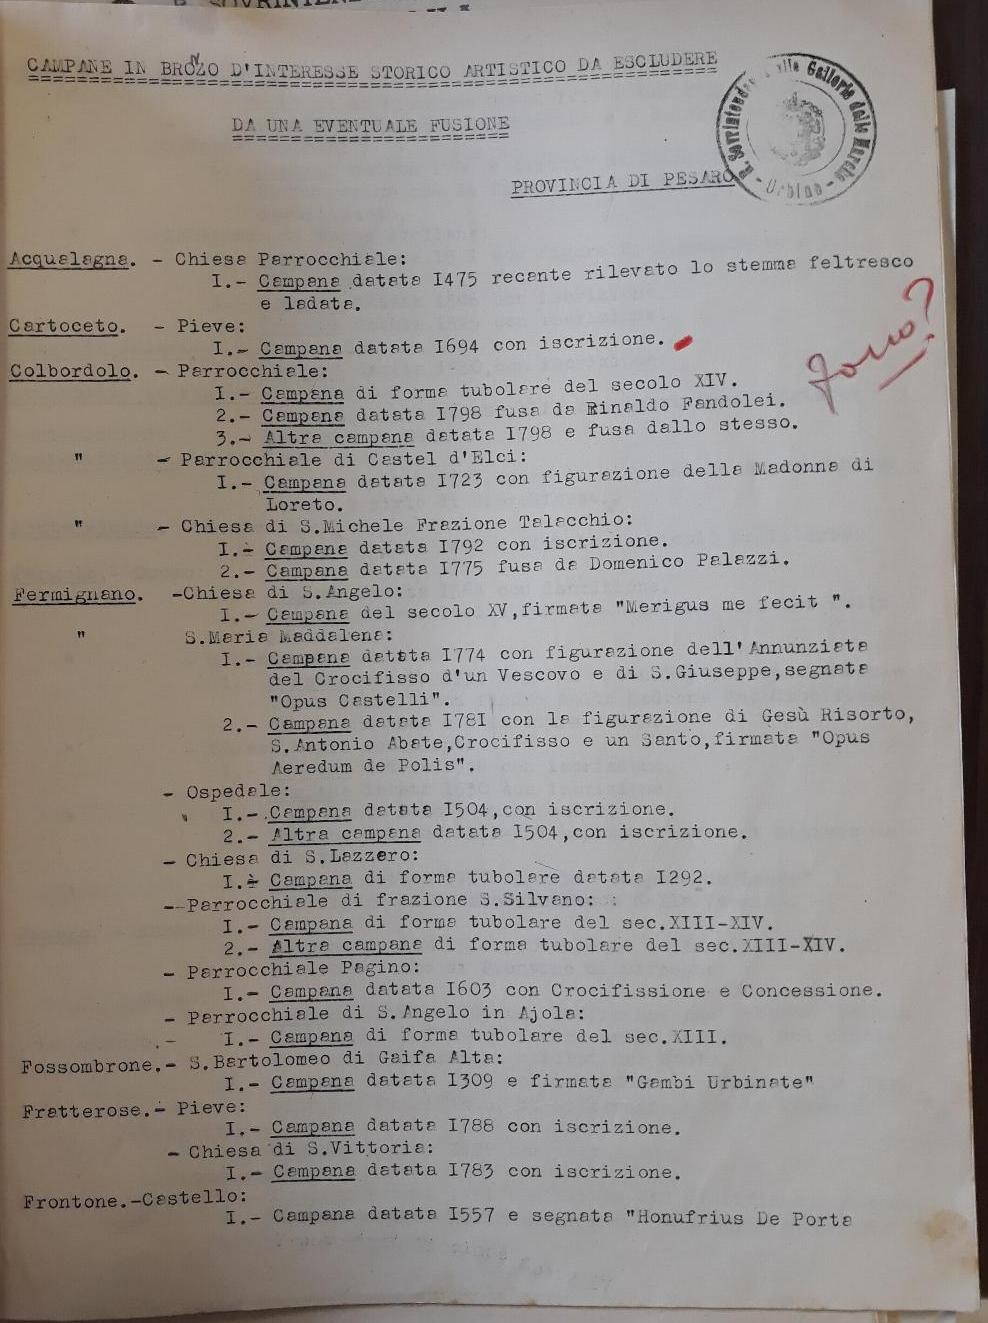 CAMPANE IN BRONZO D'INTERESSE STORICO ARTISTICO DA ESCLUDERE
DA UNA EVENTUALE FUSIONE
R. Sovrintendenza alle Gallerie delle Marche - Urbino -
PROVINCIA DI PESARO
Acqualagna. - Chiesa Parrocchiale:
I.- Campana datata I475 recante rilevato lo stemma feltresco
e ladata.
Cartoceto. - Pieve:
I.- Campana datata I694 con iscrizione.
Colbordolo. - Parrocchiale:
I.- Campana di forma tubolare del secolo XIV.
2.- Campana datata I798 fusa da Rinaldo Fandolei.
3.- Altra campana datata I798 e fusa dallo stesso.
" - Parrocchiale di Castel d'Elci:
I.- Campana datata I723 con figurazione della Madonna di
Loreto.
" - Chiesa di S.Michele Frazione Talacchio:
I.- Campana datata I792 con iscrizione.
2.- Campana datata I775 fusa da Domenico Palazzi.
Fermignano. -Chiesa di S.Angelo:
I.- Campana del secolo XV,firmata "Merigus me fecit ".
" S.Maria Maddalena:
I.- Campana datata I774 con figurazione dell'Annunziata
del Crocifisso d'un Vescovo e di S.Giuseppe,segnata
"Opus Castelli".
2.- Campana datata I78I con la figurazione di Gesù Risorto,
S.Antonio Abate,Crocifisso e un Santo,firmata "Opus
Aeredum de Polis".
- Ospedale:
I.- Campana datata I504,con iscrizione.
2.- Altra campana datata I504,con iscrizione.
- Chiesa di S.Lazzero:
I.- Campana di forma tubolare datata I292.
--Parrocchiale di frazione S.Silvano: :
I.- Campana di forma tubolare del sec.XIII-XIV.
2.- Altra campana di forma tubolare del sec.XIII-XIV.
- Parrocchiale Pagino:
I.- Campana datata I603 con Crocifissione e Concessione.
- Parrocchiale di S.Angelo in Ajola:
I.- Campana di forma tubolare del sec.XIII.
Fossombrone.- S.Bartolomeo di Gaifa Alta:
I.- Campana datata I309 e firmata "Gambi Urbinate"
Fratterosa.- Pieve:
I.- Campana datata I788 con iscrizione.
- Chiesa di S.Vittoria:
I.- Campana datata I783 con iscrizione.
Frontone.-Castello:
I.- Campana datata I557 e segnata "Honufrius De Porta